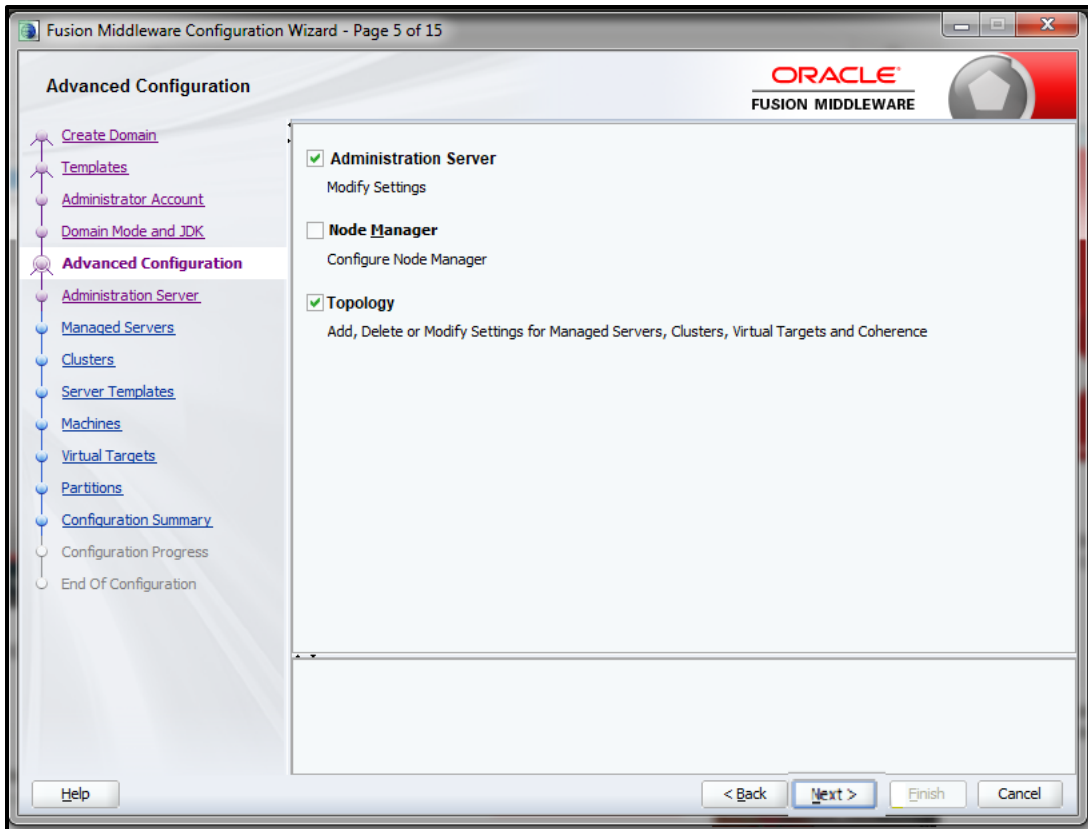 Fusion Middleware Configuration Wizard - Page 5 of 15
Advanced Configuration
ORACLE
FUSION MIDDLEWARE
Create Domain
Templates
Administrator Account
Domain Mode and JDK
Advanced Configuration
Administration Server
Managed Servers
Clusters
Server Templates
Machines
Virtual Targets
Partitions
Configuration Summary
Configuration Progress
End Of Configuration
Administration Server
Modify Settings
Node Manager
Configure Node Manager
Topology
Add, Delete or Modify Settings for Managed Servers, Clusters, Virtual Targets and Coherence
Help
< Back
Next >
Finish
Cancel